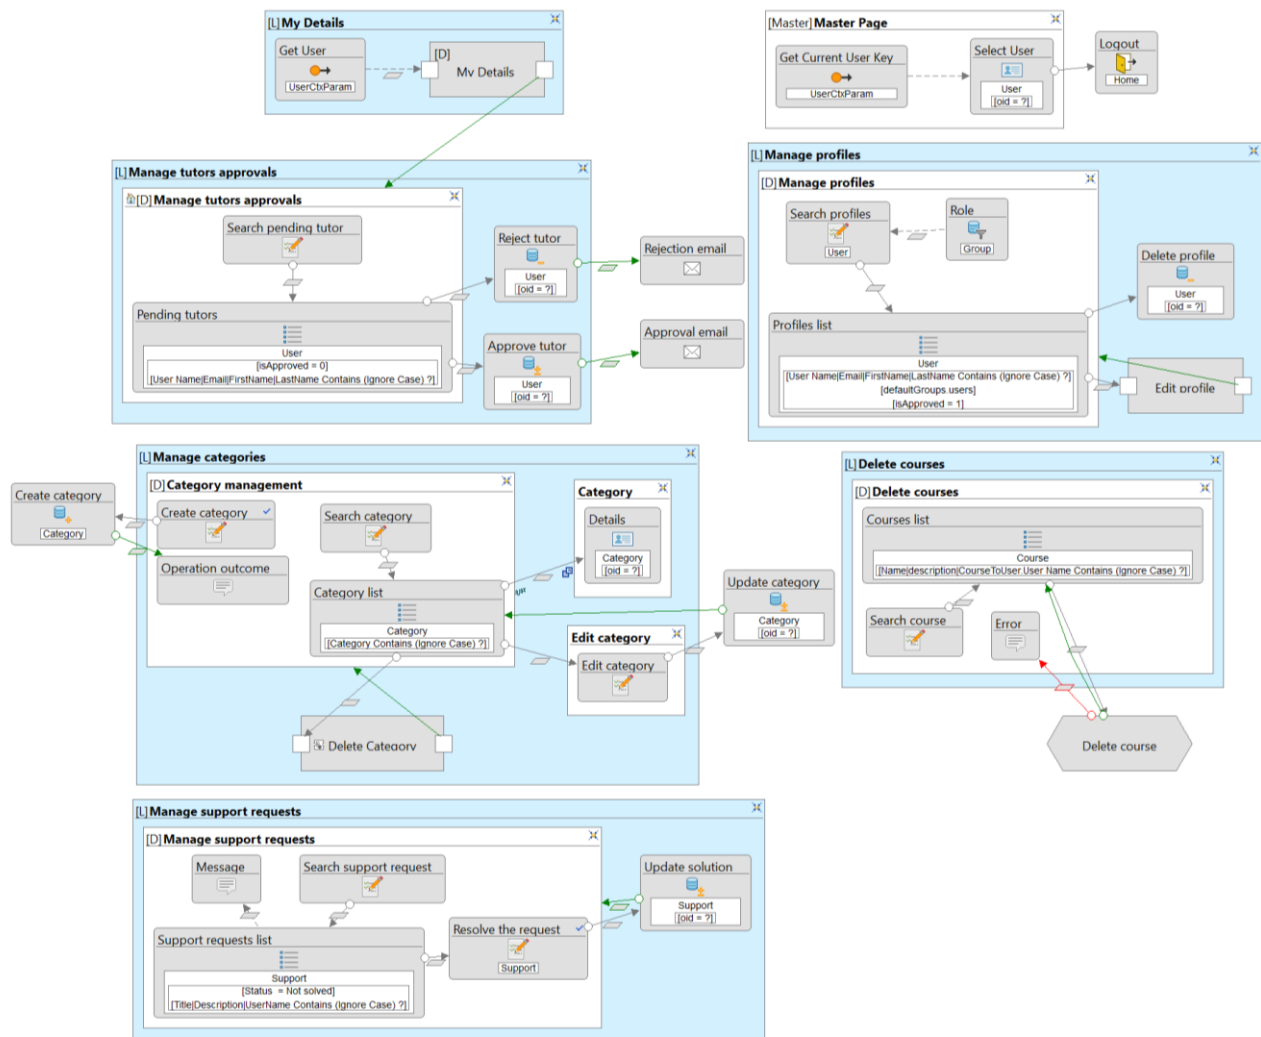 [L] My Details
Get User
UserCtxParam
[D]
My Details
[Master] Master Page
Get Current User Key
UserCtxParam
Select User
User
[oid = ?]
Logout
Home
[L] Manage tutors approvals
[D] Manage tutors approvals
Search pending tutor
Pending tutors
User
[isApproved = 0]
[User Name|Email|FirstName|LastName Contains (Ignore Case) ?]
Reject tutor
User
[oid = ?]
Approve tutor
User
[oid = ?]
Rejection email
Approval email
[L] Manage profiles
[D] Manage profiles
Search profiles
User
Role
Group
Profiles list
User
[User Name|Email|FirstName|LastName Contains (Ignore Case) ?]
[defaultGroups.users]
[isApproved = 1]
Delete profile
User
[oid = ?]
Edit profile
[L] Manage categories
[D] Category management
Create category
Category
Create category
Operation outcome
Search category
Category list
Category
[Category Contains (Ignore Case) ?]
Category
Details
Category
[oid = ?]
Edit category
Edit category
Update category
Category
[oid = ?]
Delete Category
[L] Delete courses
[D] Delete courses
Courses list
Course
[Name|description|CourseToUser.User Name Contains (Ignore Case) ?]
Search course
Error
Delete course
[L] Manage support requests
[D] Manage support requests
Message
Search support request
Support requests list
Support
[Status = Not solved]
[Title|Description|UserName Contains (Ignore Case) ?]
Resolve the request
Support
Update solution
Support
[oid = ?]